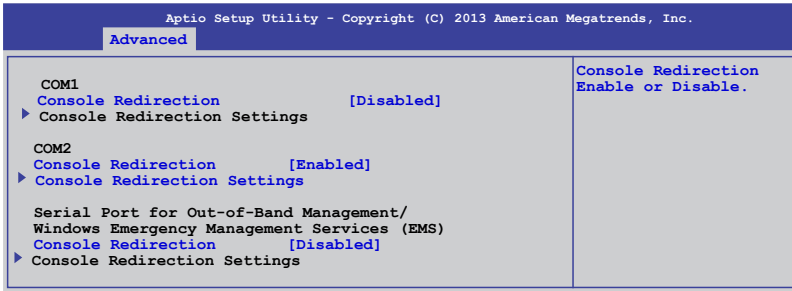 Aptio Setup Utility - Copyright (C) 2013 American Megatrends, Inc.
Advanced
COM1
Console Redirection [Disabled]
Console Redirection Settings
COM2
Console Redirection [Enabled]
Console Redirection Settings
Serial Port for Out-of-Band Management/
Windows Emergency Management Services (EMS)
Console Redirection [Disabled]
Console Redirection Settings
Console Redirection
Enable or Disable.